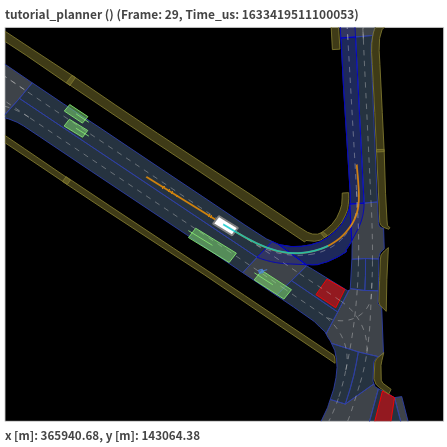 tutorial_planner () (Frame: 29, Time_us: 1633419511100053)
x [m]: 365940.68, y [m]: 143064.38